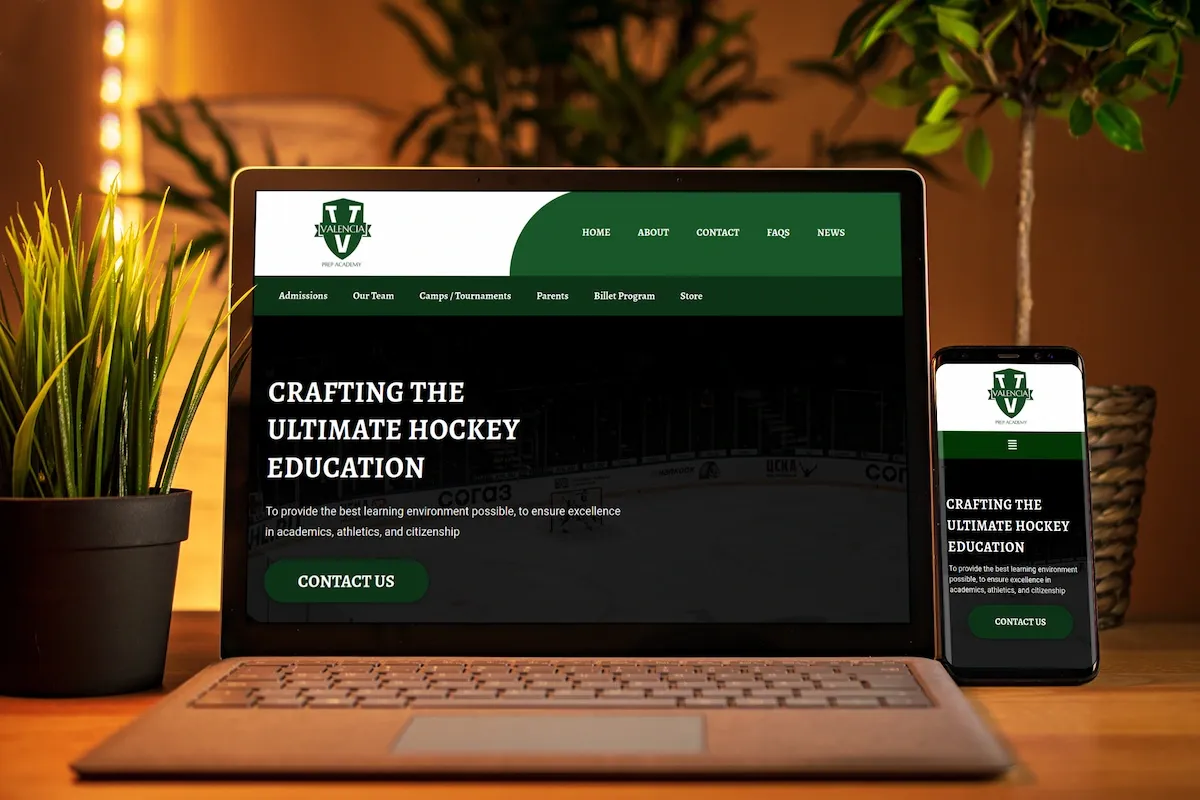 VALENCIA
PREP ACADEMY
HOME ABOUT CONTACT FAQS NEWS
Admissions Our Team Camps / Tournaments Parents Billet Program Store
CRAFTING THE
ULTIMATE HOCKEY
EDUCATION
согаз
ЦСКА
To provide the best learning environment possible, to ensure excellence
in academics, athletics, and citizenship
CONTACT US
VALENCIA
PREP ACADEMY
CRAFTING THE
ULTIMATE HOCKEY
EDUCATION
To provide the best learning environment
possible, to ensure excellence in
academics, athletics, and citizenship
CONTACT US